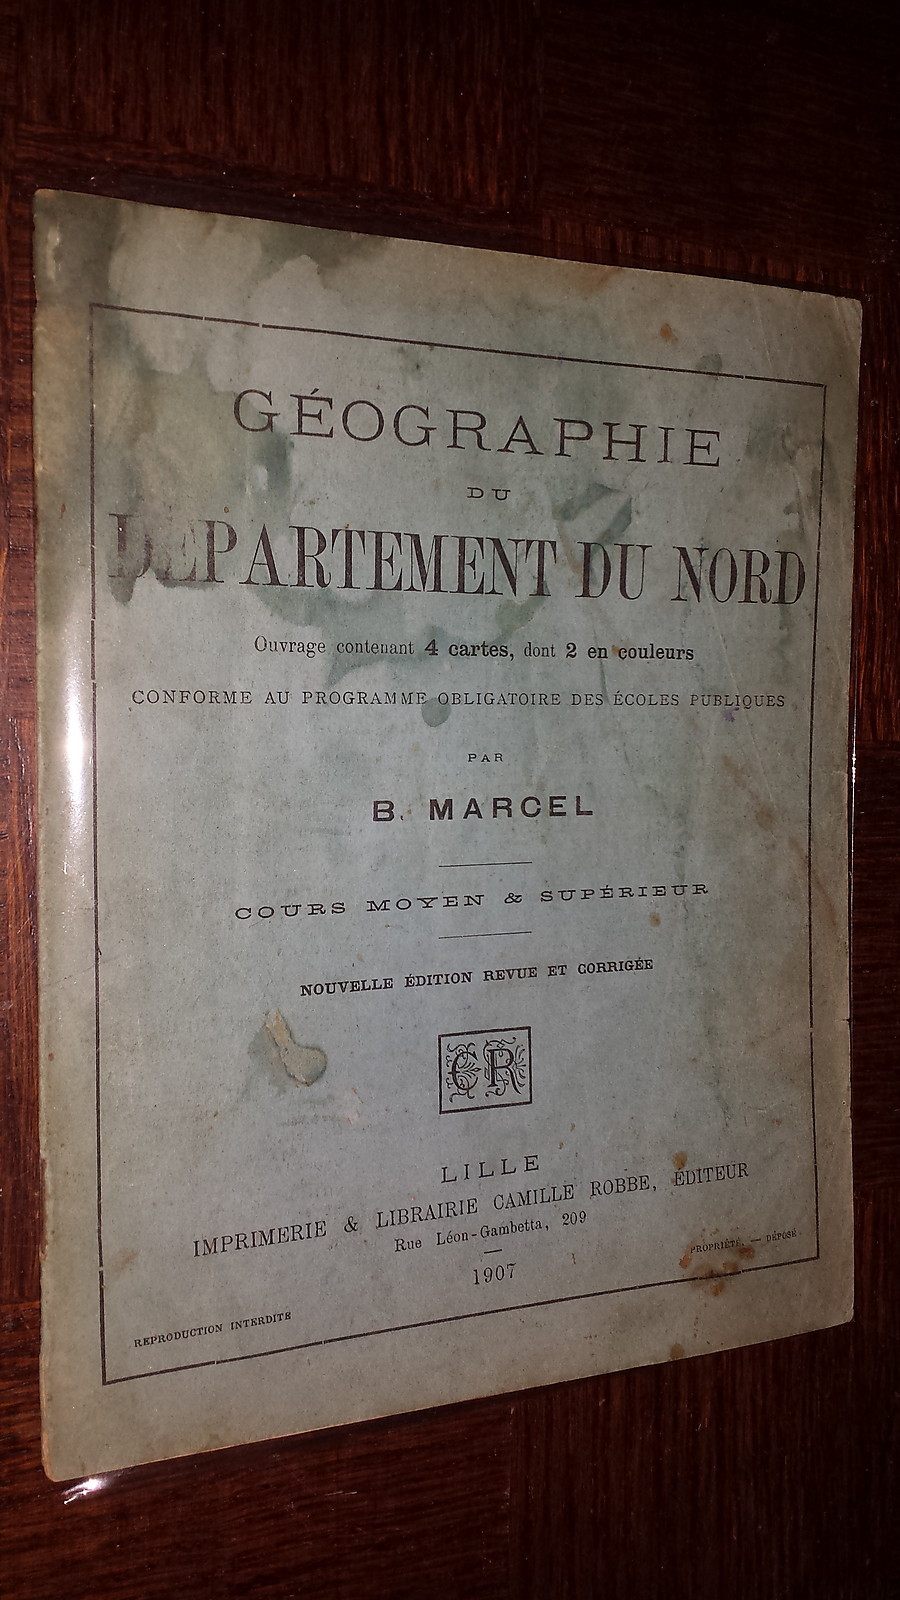 GÉOGRAPHIE
DU
DEPARTEMENT DU NORD
Ouvrage contenant 4 cartes, dont 2 en couleurs
CONFORME AU PROGRAMME OBLIGATOIRE DES ÉCOLES PUBLIQUES
PAR
B. MARCEL
COURS MOYEN & SUPÉRIEUR
NOUVELLE ÉDITION REVUE ET CORRIGÉE
CR
LILLE
IMPRIMERIE & LIBRAIRIE CAMILLE ROBBE, ÉDITEUR
Rue Léon-Gambetta, 209
1907
PROPRIÉTÉ. — DÉPOSÉ
REPRODUCTION INTERDITE